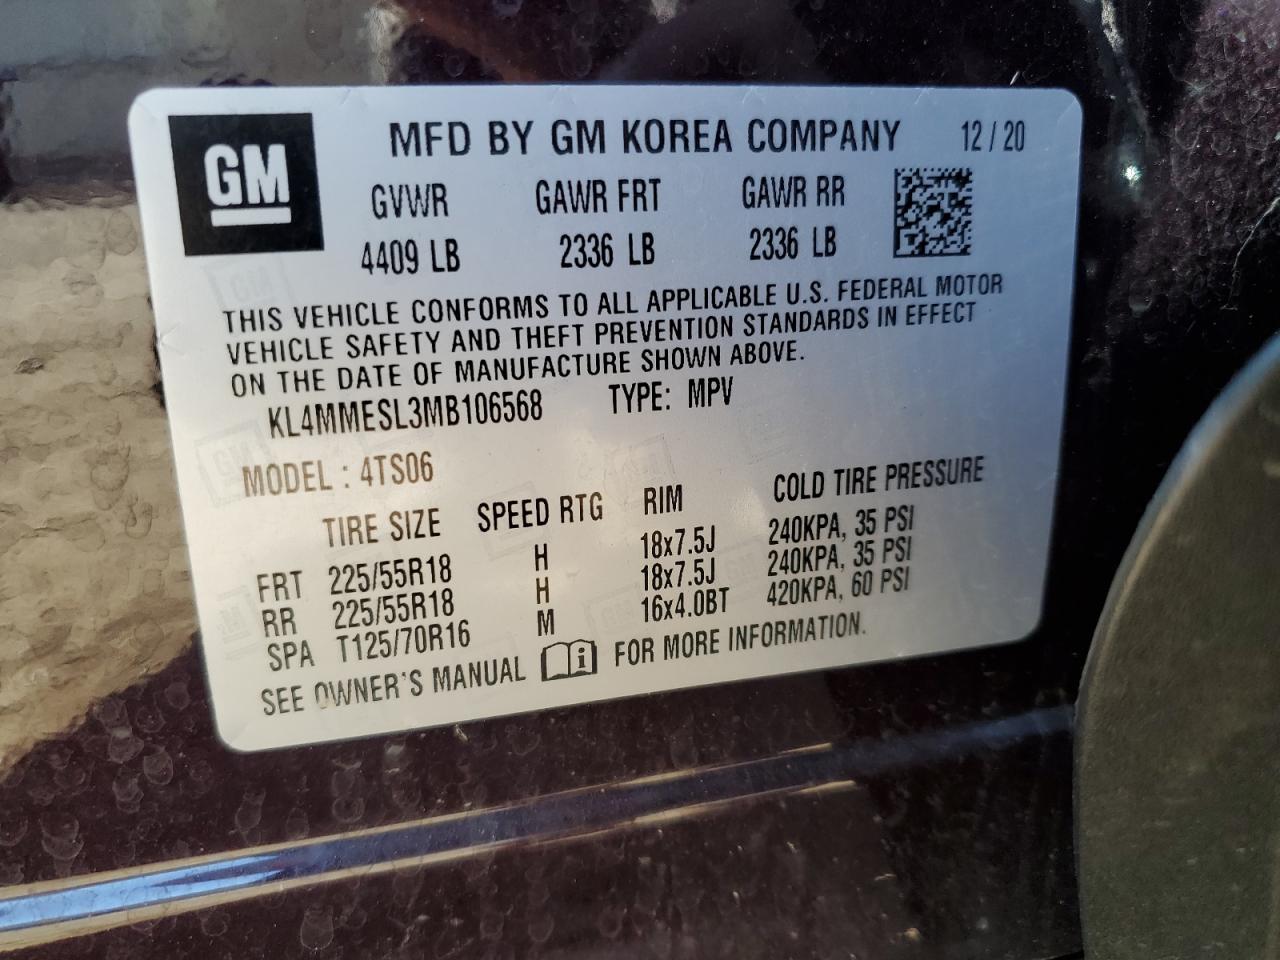 GM
MFD BY GM KOREA COMPANY 12 / 20
GVWR GAWR FRT GAWR RR
4409 LB 2336 LB 2336 LB
THIS VEHICLE CONFORMS TO ALL APPLICABLE U.S. FEDERAL MOTOR
VEHICLE SAFETY AND THEFT PREVENTION STANDARDS IN EFFECT
ON THE DATE OF MANUFACTURE SHOWN ABOVE.
KL4MMESL3MB106568 TYPE: MPV
MODEL : 4TS06
TIRE SIZE SPEED RTG RIM COLD TIRE PRESSURE
FRT 225/55R18 H 18x7.5J 240KPA, 35 PSI
RR 225/55R18 H 18x7.5J 240KPA, 35 PSI
SPA T125/70R16 M 16x4.0BT 420KPA, 60 PSI
SEE OWNER'S MANUAL FOR MORE INFORMATION.